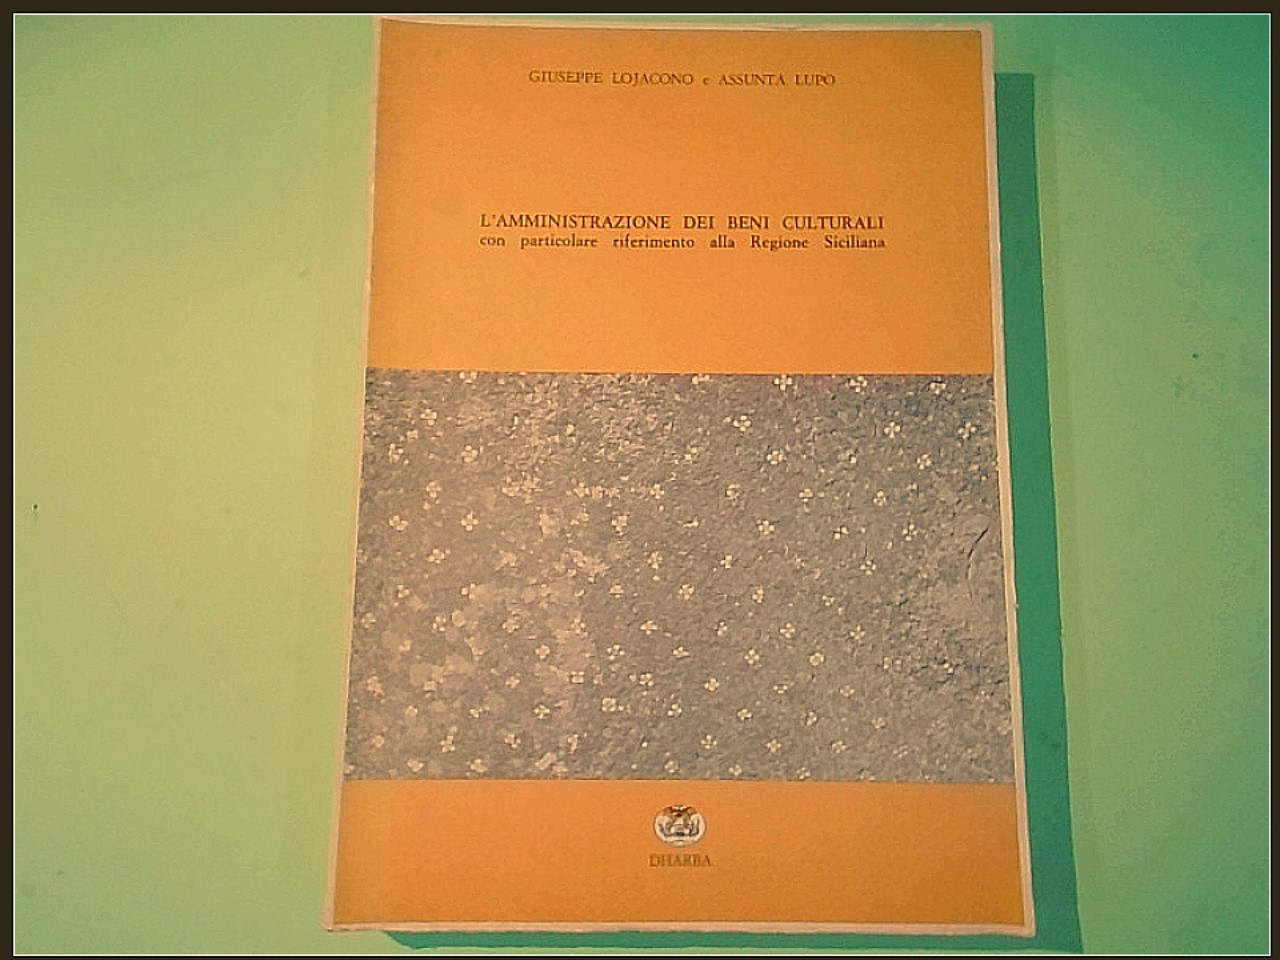 GIUSEPPE LOJACONO e ASSUNTA LUPO
L'AMMINISTRAZIONE DEI BENI CULTURALI
con particolare riferimento alla Regione Siciliana
DHARBA